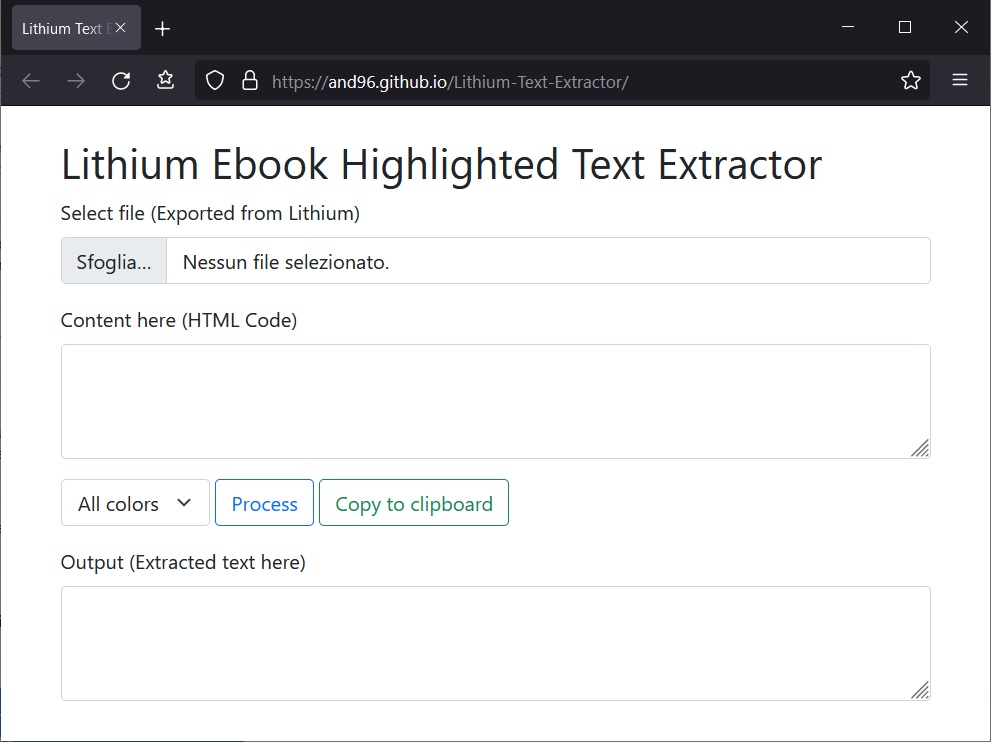 Lithium Text E
https://and96.github.io/Lithium-Text-Extractor/
Lithium Ebook Highlighted Text Extractor
Select file (Exported from Lithium)
Sfoglia... Nessun file selezionato.
Content here (HTML Code)
All colors Process Copy to clipboard
Output (Extracted text here)